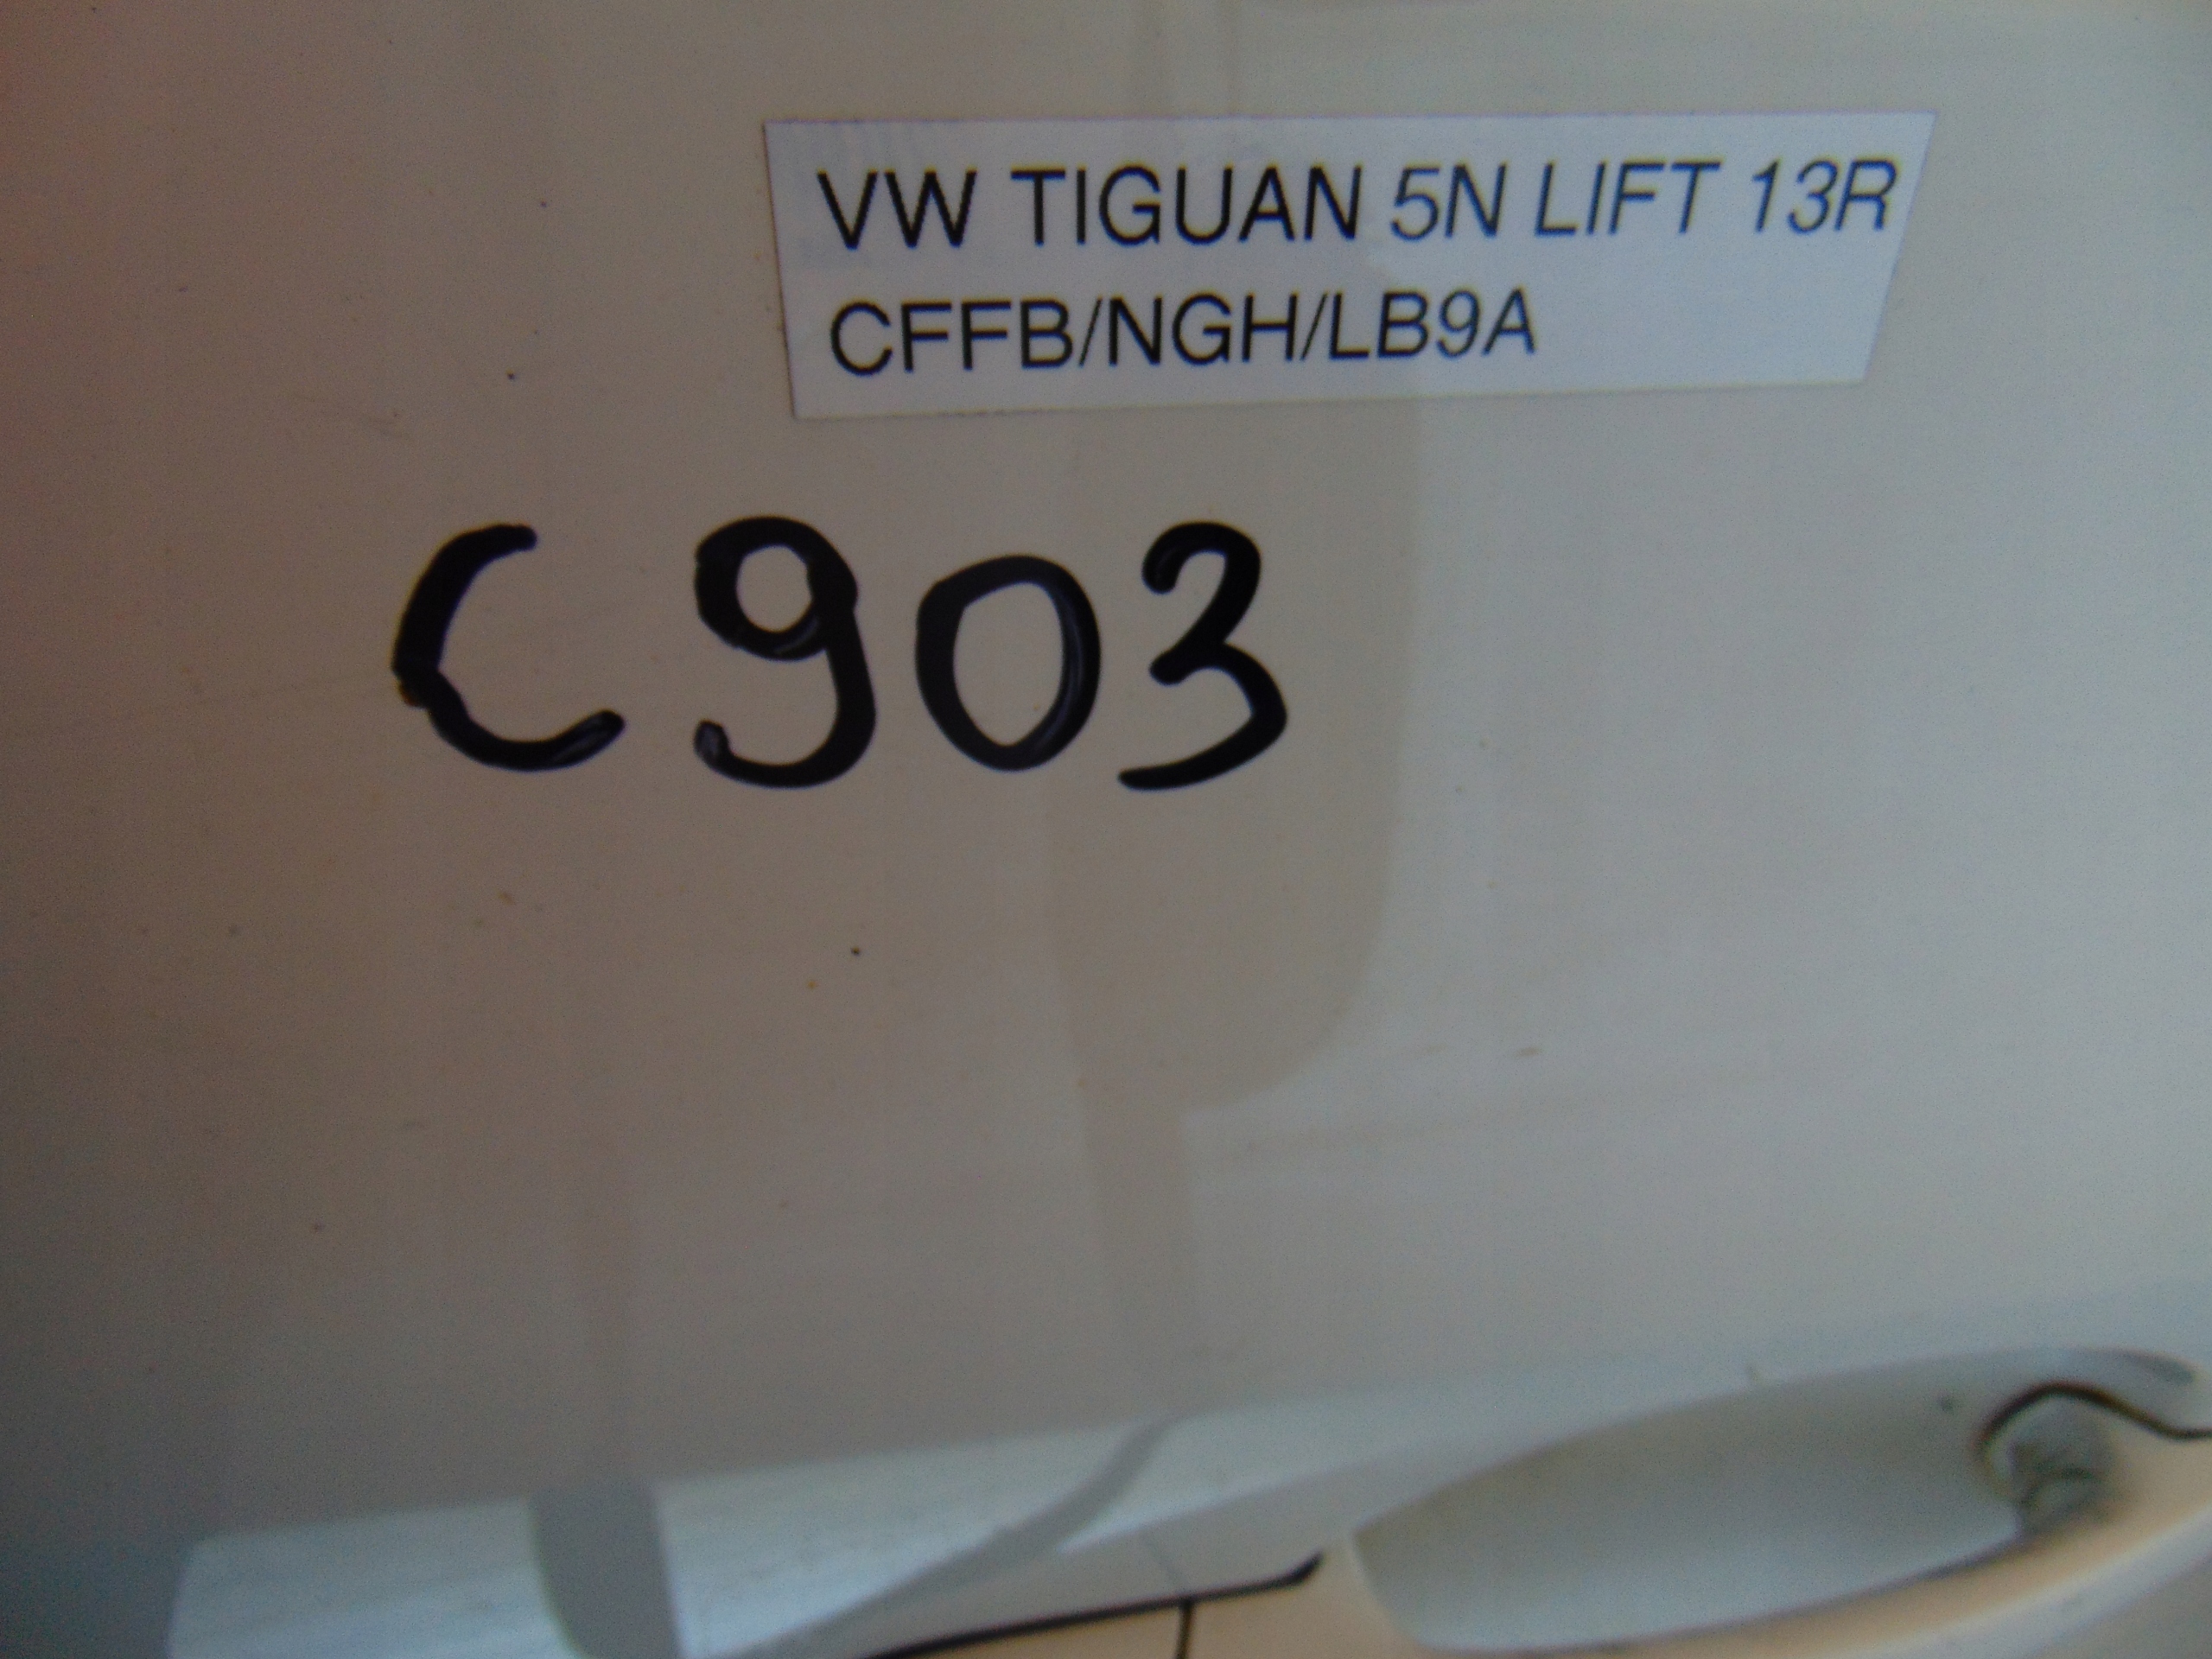 VW TIGUAN 5N LIFT 13R
CFFB/NGH/LB9A
C903